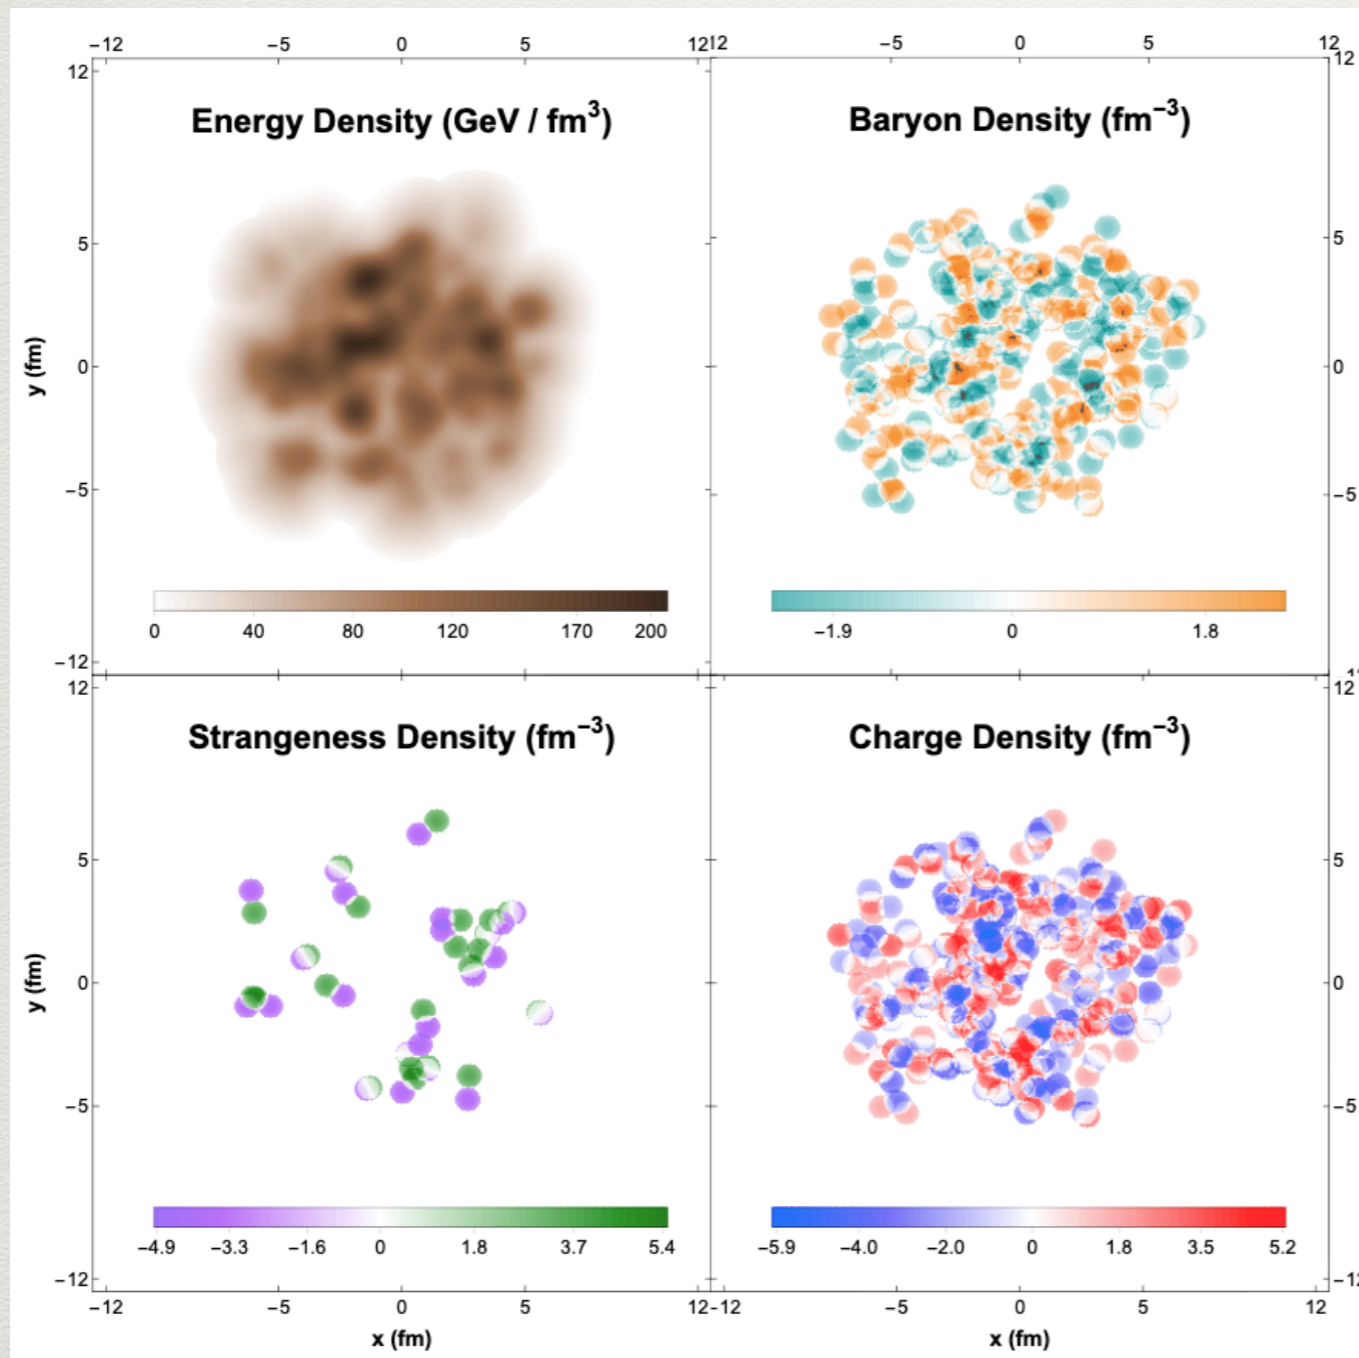 −12 −5 0 5 12
12 −12 −5 0 5 12
Energy Density (GeV / fm³)
Baryon Density (fm⁻³)
12
5
0
−5
−12
y (fm)
0 40 80 120 170 200
−1.9 0 1.8
12
5
0
−5
Strangeness Density (fm⁻³)
Charge Density (fm⁻³)
12
5
0
−5
−12
y (fm)
−4.9 −3.3 −1.6 0 1.8 3.7 5.4
−5.9 −4.0 −2.0 0 1.8 3.5 5.2
12
5
0
−5
−12 −5 0 5 12
−12 −5 0 5 12
x (fm)
x (fm)